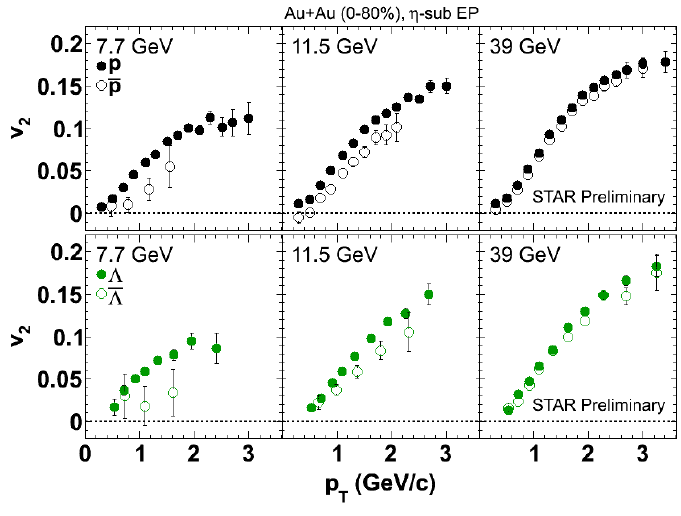 Au+Au (0-80%), η-sub EP
0.2
0.15
0.1
0.05
0
v₂
7.7 GeV
p
p̅
11.5 GeV
39 GeV
STAR Preliminary
0.2
0.15
0.1
0.05
0
v₂
7.7 GeV
Λ
Λ̅
11.5 GeV
39 GeV
STAR Preliminary
0 1 2 3 1 2 3 1 2 3
p_T (GeV/c)